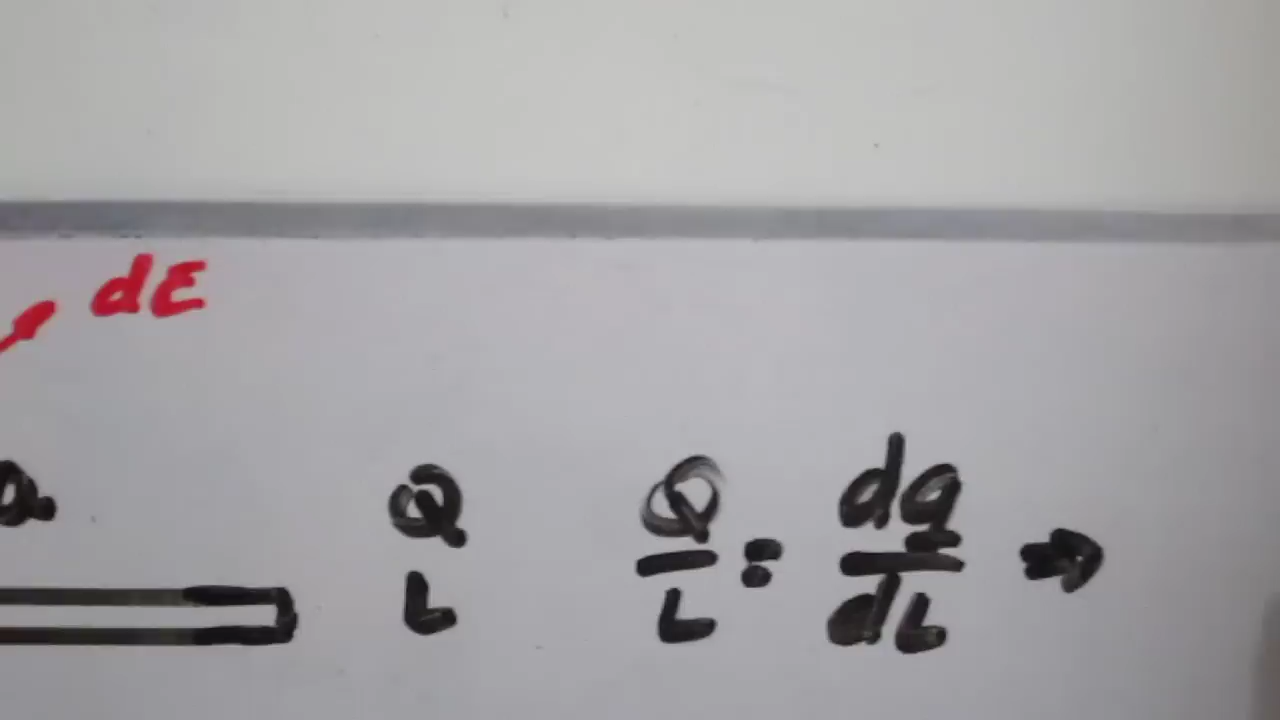 dE
Q Q Q/L = dq/dL →
L